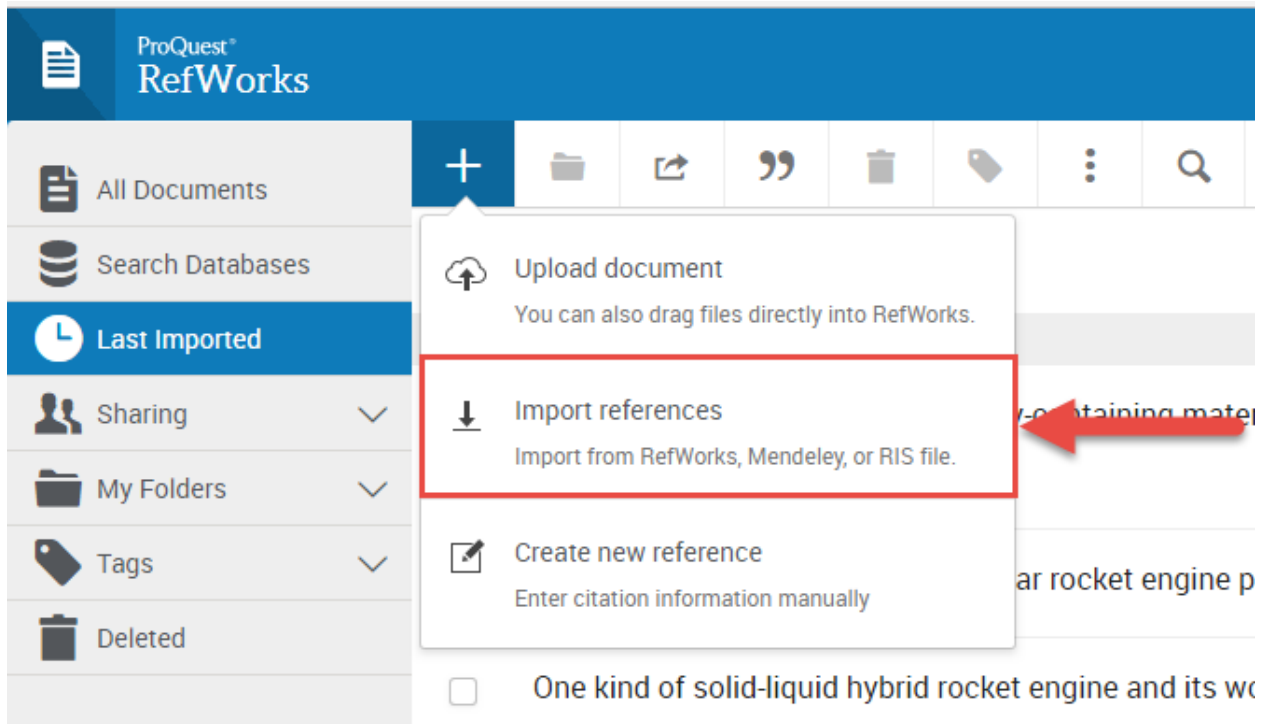 ProQuest®
RefWorks
All Documents
Search Databases
Last Imported
Sharing
My Folders
Tags
Deleted
Upload document
You can also drag files directly into RefWorks.
Import references
Import from RefWorks, Mendeley, or RIS file.
Create new reference
Enter citation information manually
rocket engine
One kind of solid-liquid hybrid rocket engine and its